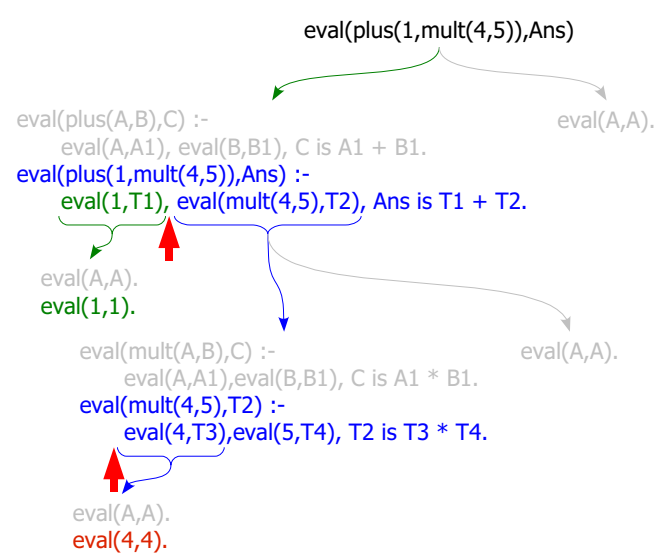 eval(plus(1,mult(4,5)),Ans)
eval(plus(A,B),C) :-
eval(A,A).
eval(A,A1), eval(B,B1), C is A1 + B1.
eval(plus(1,mult(4,5)),Ans) :-
eval(1,T1), eval(mult(4,5),T2), Ans is T1 + T2.
eval(A,A).
eval(1,1).
eval(mult(A,B),C) :-
eval(A,A).
eval(A,A1),eval(B,B1), C is A1 * B1.
eval(mult(4,5),T2) :-
eval(4,T3),eval(5,T4), T2 is T3 * T4.
eval(A,A).
eval(4,4).